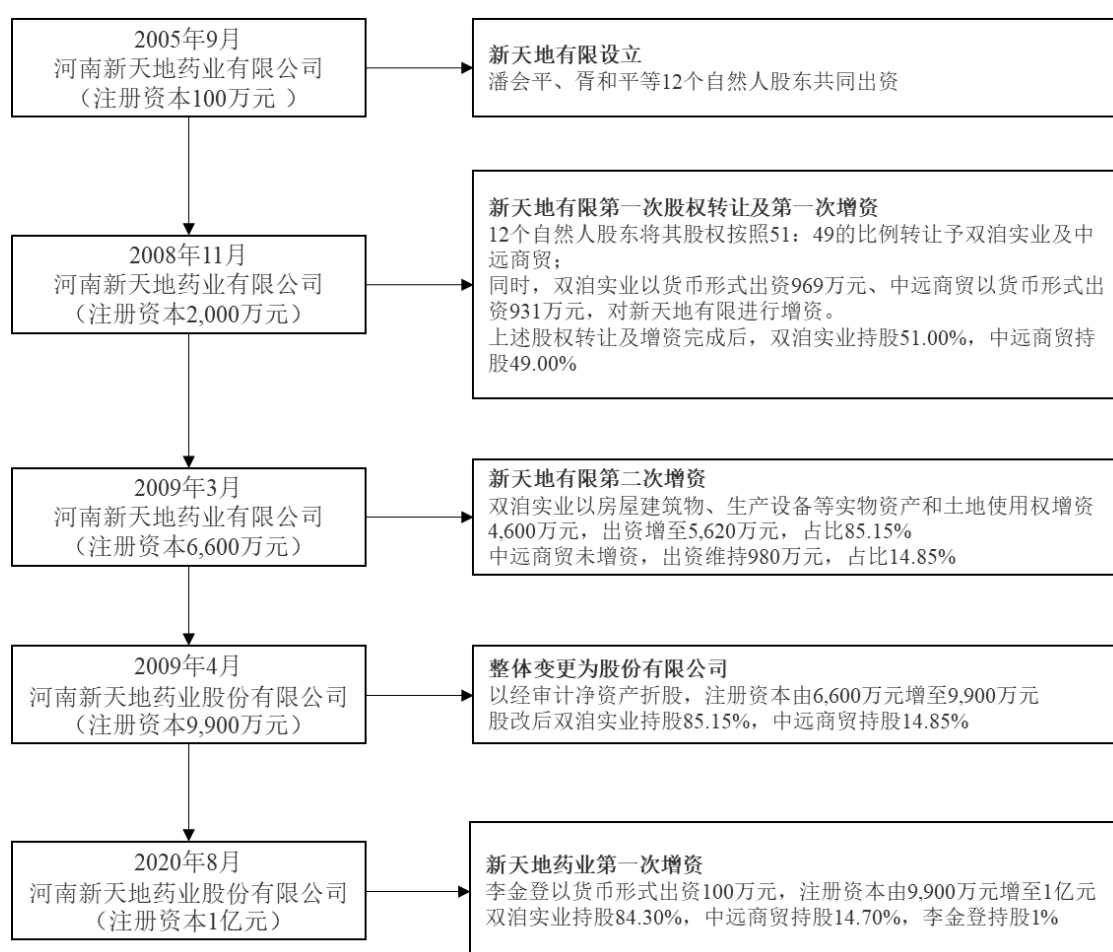 2005年9月
河南新天地药业有限公司
（注册资本100万元 ）
新天地有限设立
潘会平、胥和平等12个自然人股东共同出资
2008年11月
河南新天地药业有限公司
（注册资本2,000万元）
新天地有限第一次股权转让及第一次增资
12个自然人股东将其股权按照51：49的比例转让予双洎实业及中
远商贸；
同时，双洎实业以货币形式出资969万元、中远商贸以货币形式出
资931万元，对新天地有限进行增资。
上述股权转让及增资完成后，双洎实业持股51.00%，中远商贸持
股49.00%
2009年3月
河南新天地药业有限公司
（注册资本6,600万元）
新天地有限第二次增资
双洎实业以房屋建筑物、生产设备等实物资产和土地使用权增资
4,600万元，出资增至5,620万元，占比85.15%
中远商贸未增资，出资维持980万元，占比14.85%
2009年4月
河南新天地药业股份有限公司
（注册资本9,900万元）
整体变更为股份有限公司
以经审计净资产折股，注册资本由6,600万元增至9,900万元
股改后双洎实业持股85.15%，中远商贸持股14.85%
2020年8月
河南新天地药业股份有限公司
（注册资本1亿元）
新天地药业第一次增资
李金登以货币形式出资100万元，注册资本由9,900万元增至1亿元
双洎实业持股84.30%，中远商贸持股14.70%，李金登持股1%